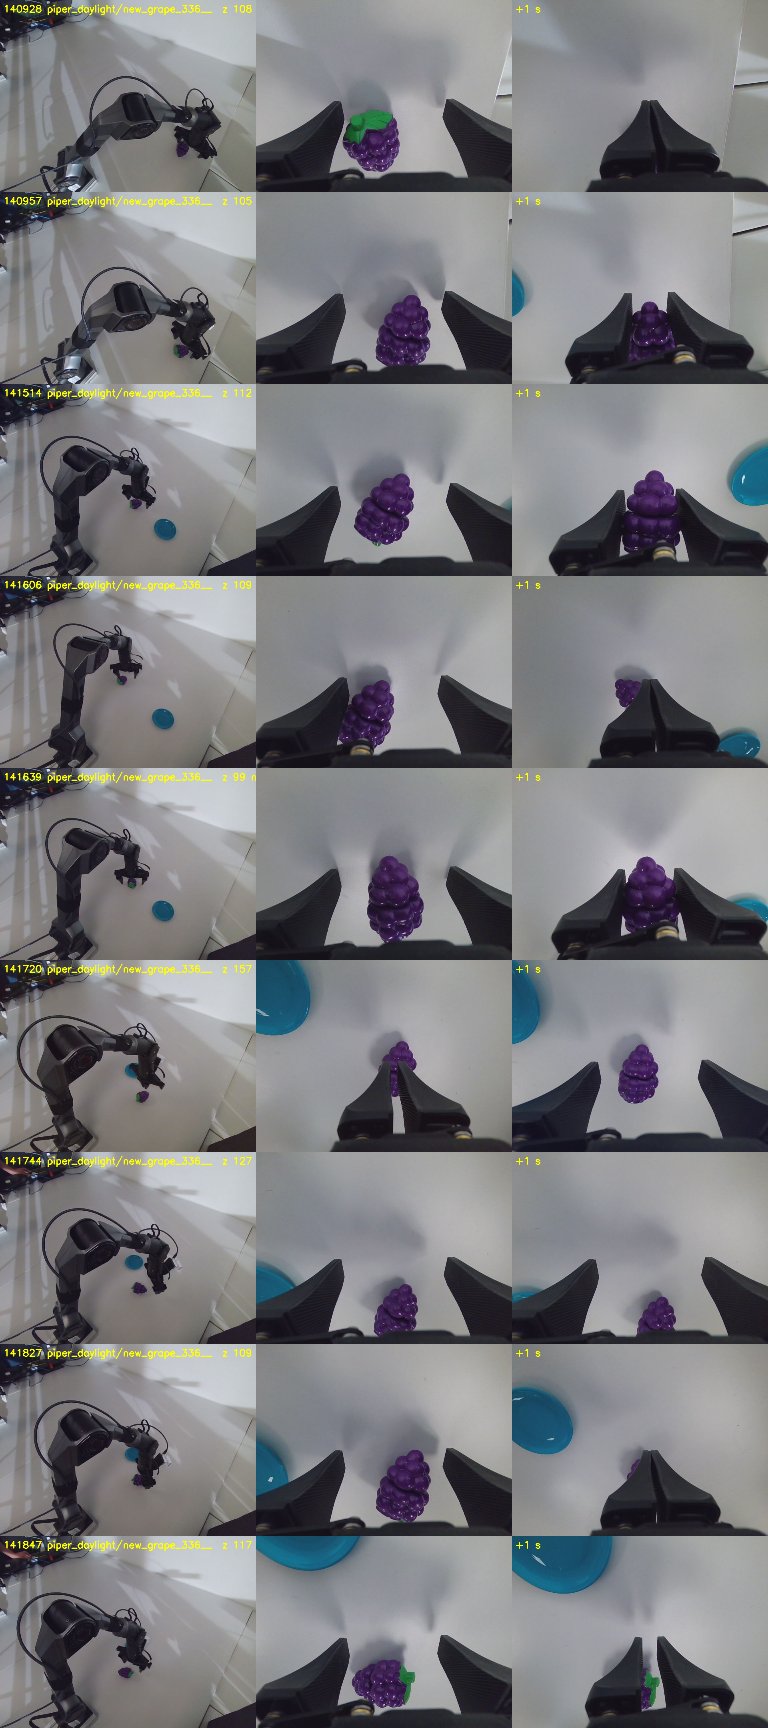 140928 piper_daylight/new_grape_336__ z 108
+1 s
140957 piper_daylight/new_grape_336__ z 105
+1 s
141514 piper_daylight/new_grape_336__ z 112
+1 s
141606 piper_daylight/new_grape_336__ z 109
+1 s
141639 piper_daylight/new_grape_336__ z 99
+1 s
141720 piper_daylight/new_grape_336__ z 157
+1 s
141744 piper_daylight/new_grape_336__ z 127
+1 s
141827 piper_daylight/new_grape_336__ z 109
+1 s
141847 piper_daylight/new_grape_336__ z 117
+1 s